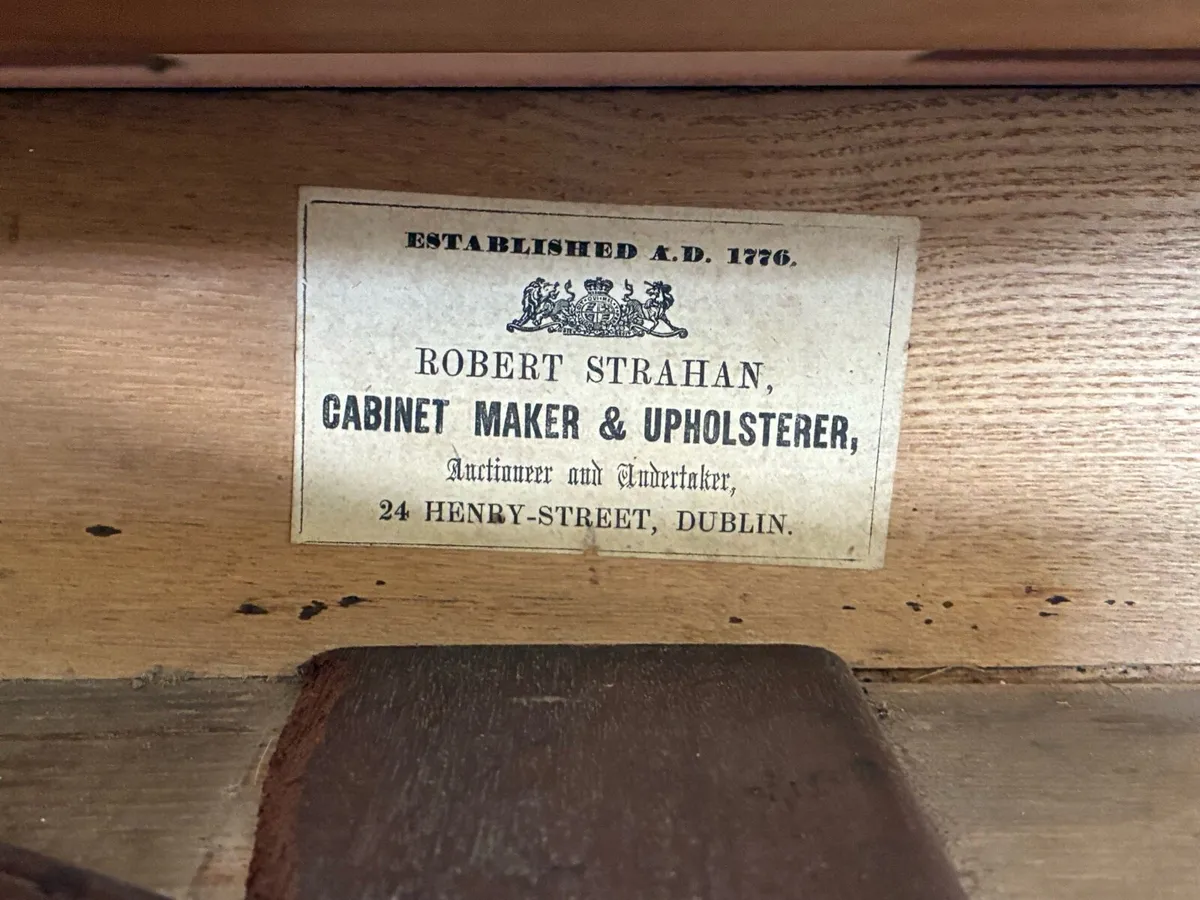 ESTABLISHED A.D. 1776.
ROBERT STRAHAN,
CABINET MAKER & UPHOLSTERER,
Auctioneer and Undertaker,
24 HENRY-STREET, DUBLIN.